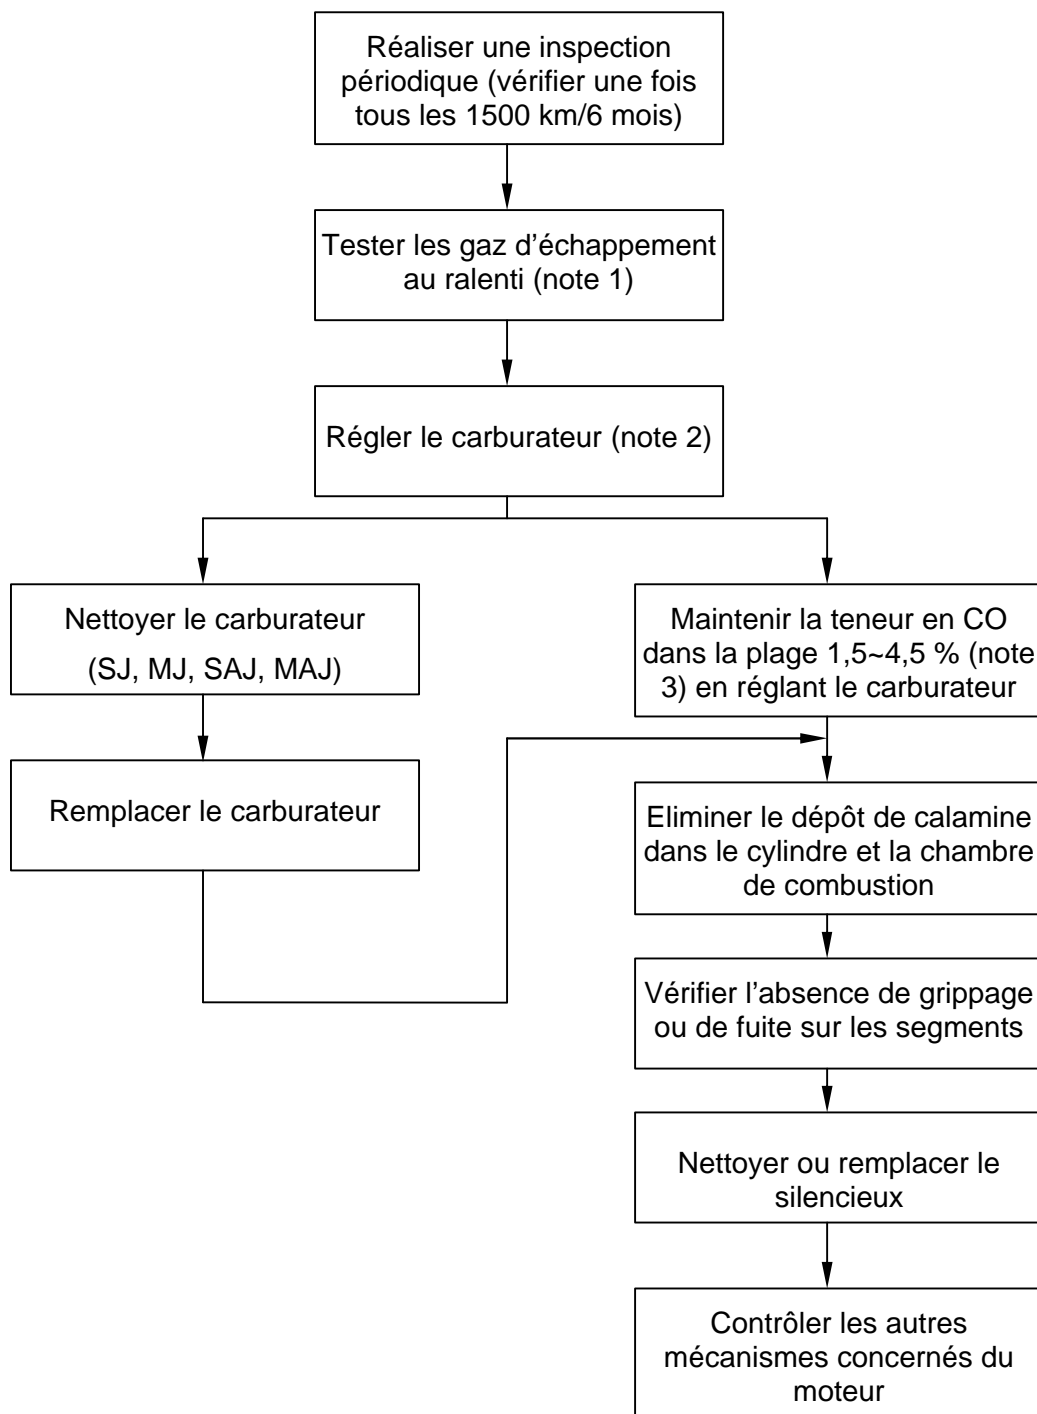 Réaliser une inspection
périodique (vérifier une fois
tous les 1500 km/6 mois)
Tester les gaz d'échappement
au ralenti (note 1)
Régler le carburateur (note 2)
Nettoyer le carburateur
(SJ, MJ, SAJ, MAJ)
Remplacer le carburateur
Maintenir la teneur en CO
dans la plage 1,5~4,5 % (note
3) en réglant le carburateur
Eliminer le dépôt de calamine
dans le cylindre et la chambre
de combustion
Vérifier l'absence de grippage
ou de fuite sur les segments
Nettoyer ou remplacer le
silencieux
Contrôler les autres
mécanismes concernés du
moteur